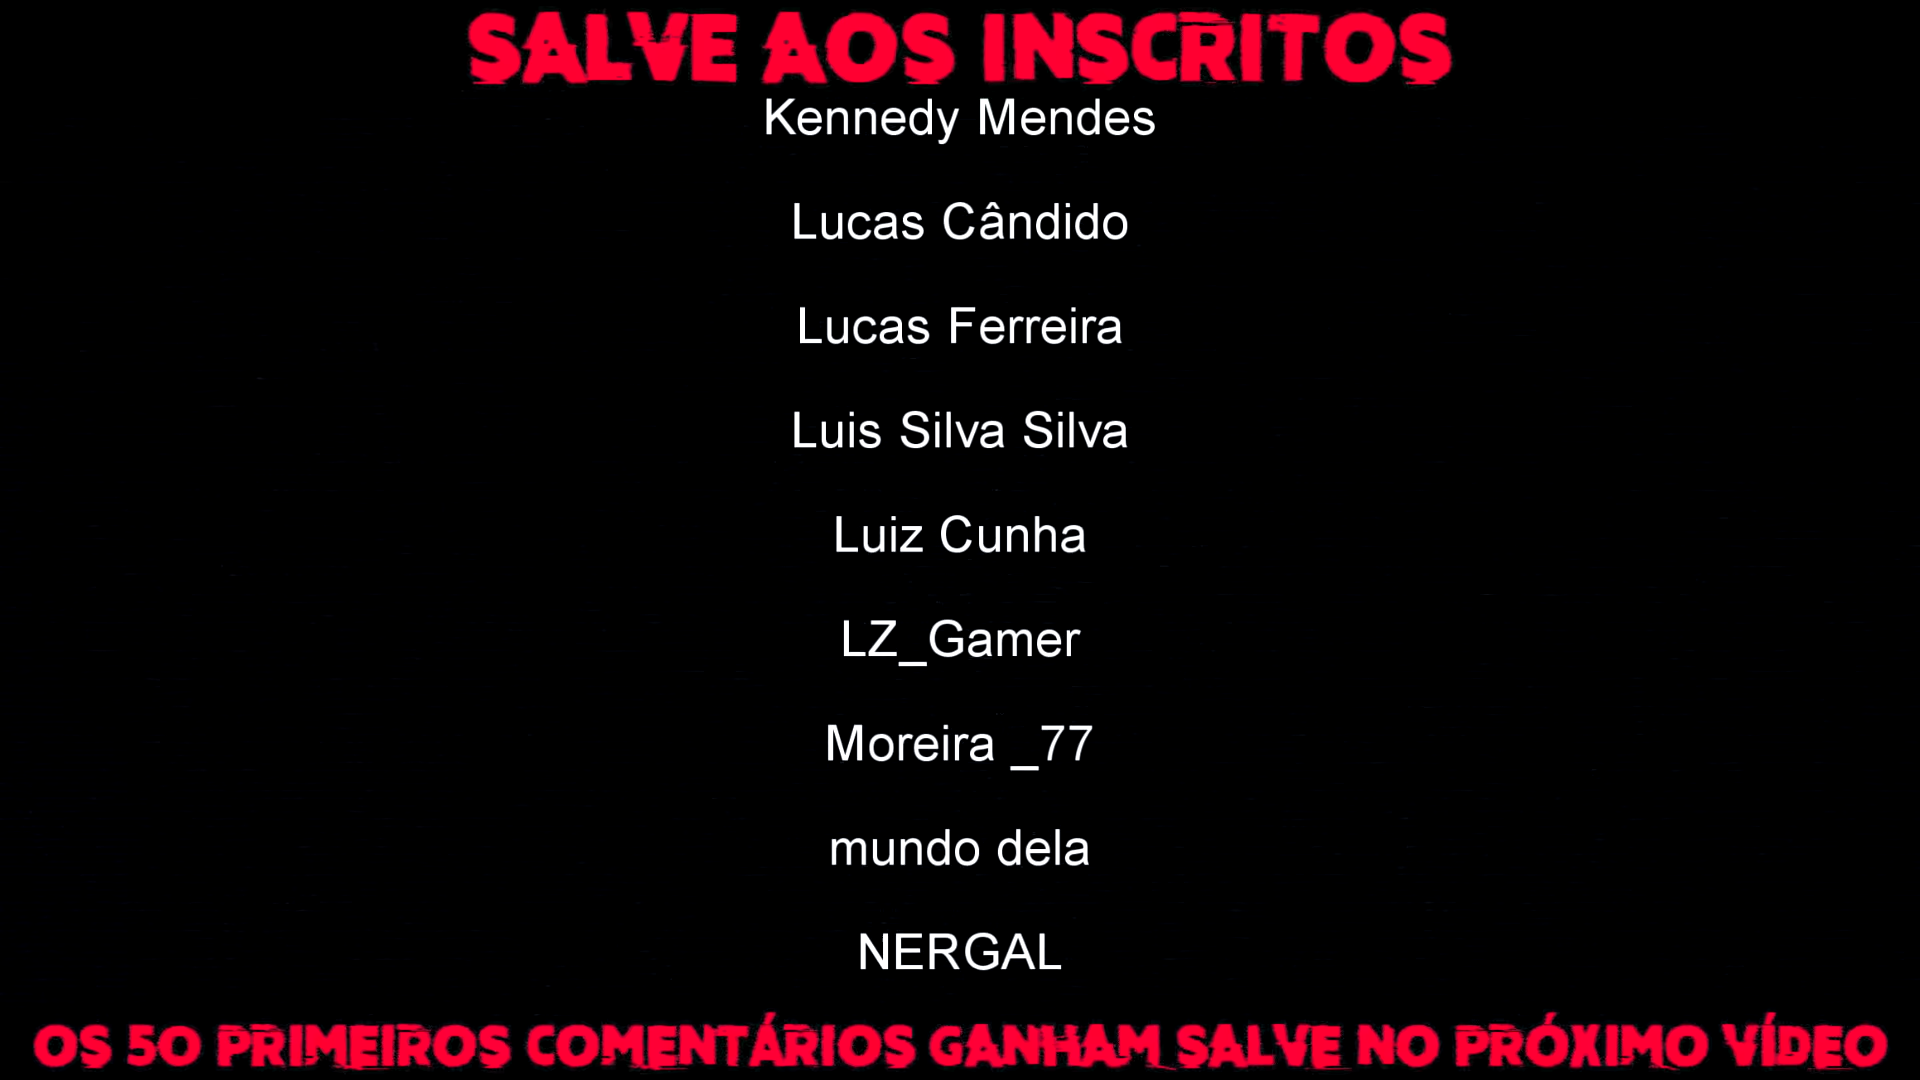 SALVE AOS INSCRITOS
Kennedy Mendes
Lucas Cândido
Lucas Ferreira
Luis Silva Silva
Luiz Cunha
LZ_Gamer
Moreira _77
mundo dela
NERGAL
OS 50 PRIMEIROS COMENTÁRIOS GANHAM SALVE NO PRÓXIMO VÍDEO